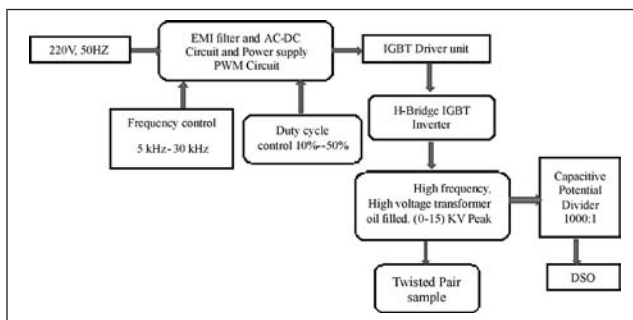 220V, 50HZ
EMI filter and AC-DC
Circuit and Power supply
PWM Circuit
IGBT Driver unit
Frequency control
5 kHz- 30 kHz
Duty cycle
control 10%--50%
H-Bridge IGBT
Inverter
High frequency,
High voltage transformer
oil filled. (0-15) KV Peak
Capacitive
Potential
Divider
1000:1
Twisted Pair
sample
DSO